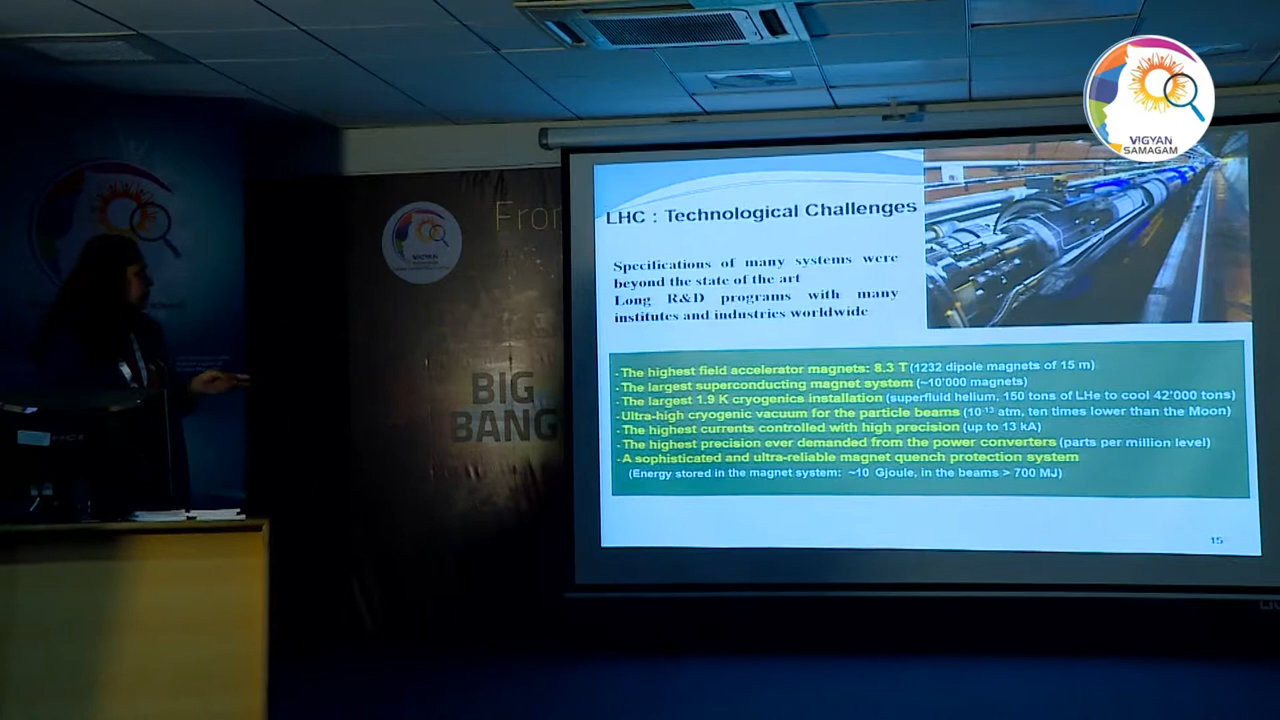 VIGYAN
SAMAGAM
VIGYAN
SAMAGAM
From
BIG
BANG
LHC : Technological Challenges
Specifications of many systems were
beyond the state of the art
Long R&D programs with many
institutes and industries worldwide
-The highest field accelerator magnets: 8.3 T (1232 dipole magnets of 15 m)
-The largest superconducting magnet system (~10'000 magnets)
-The largest 1.9 K cryogenics installation (superfluid helium, 150 tons of LHe to cool 42'000 tons)
-Ultra-high cryogenic vacuum for the particle beams (10⁻¹³ atm, ten times lower than the Moon)
-The highest currents controlled with high precision (up to 13 kA)
-The highest precision ever demanded from the power converters (parts per million level)
-A sophisticated and ultra-reliable magnet quench protection system
(Energy stored in the magnet system: ~10 Gjoule, in the beams > 700 MJ)
15